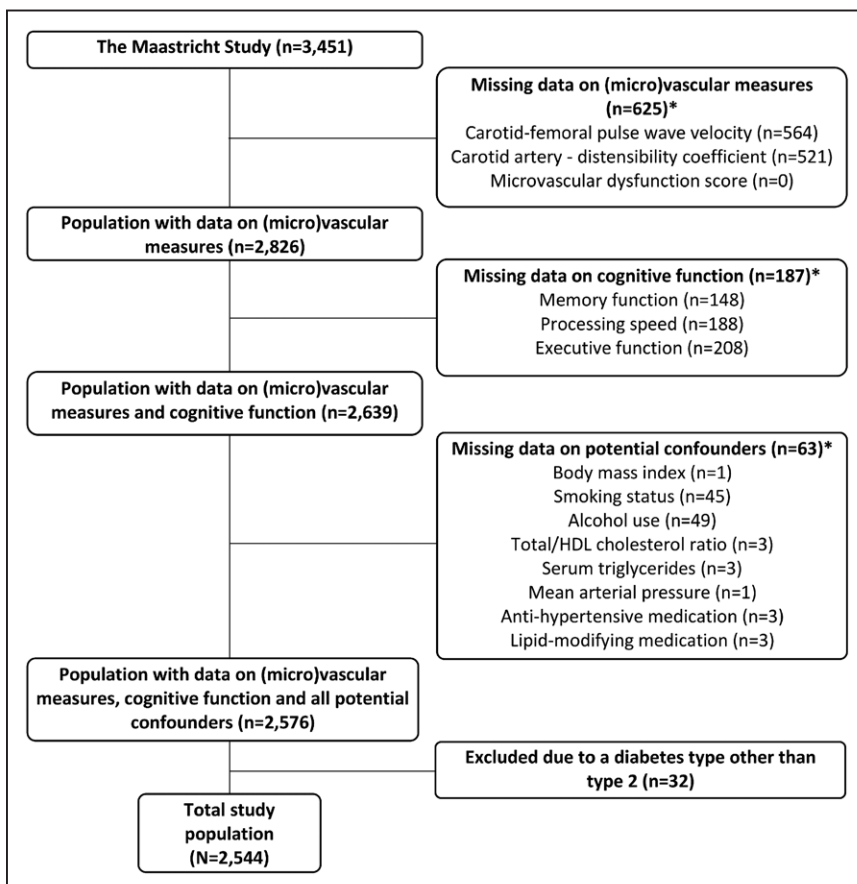 The Maastricht Study (n=3,451)
Missing data on (micro)vascular measures
(n=625)*
Carotid-femoral pulse wave velocity (n=564)
Carotid artery - distensibility coefficient (n=521)
Microvascular dysfunction score (n=0)
Population with data on (micro)vascular
measures (n=2,826)
Missing data on cognitive function (n=187)*
Memory function (n=148)
Processing speed (n=188)
Executive function (n=208)
Population with data on (micro)vascular
measures and cognitive function (n=2,639)
Missing data on potential confounders (n=63)*
Body mass index (n=1)
Smoking status (n=45)
Alcohol use (n=49)
Total/HDL cholesterol ratio (n=3)
Serum triglycerides (n=3)
Mean arterial pressure (n=1)
Anti-hypertensive medication (n=3)
Lipid-modifying medication (n=3)
Population with data on (micro)vascular
measures, cognitive function and all potential
confounders (n=2,576)
Excluded due to a diabetes type other than
type 2 (n=32)
Total study
population
(N=2,544)